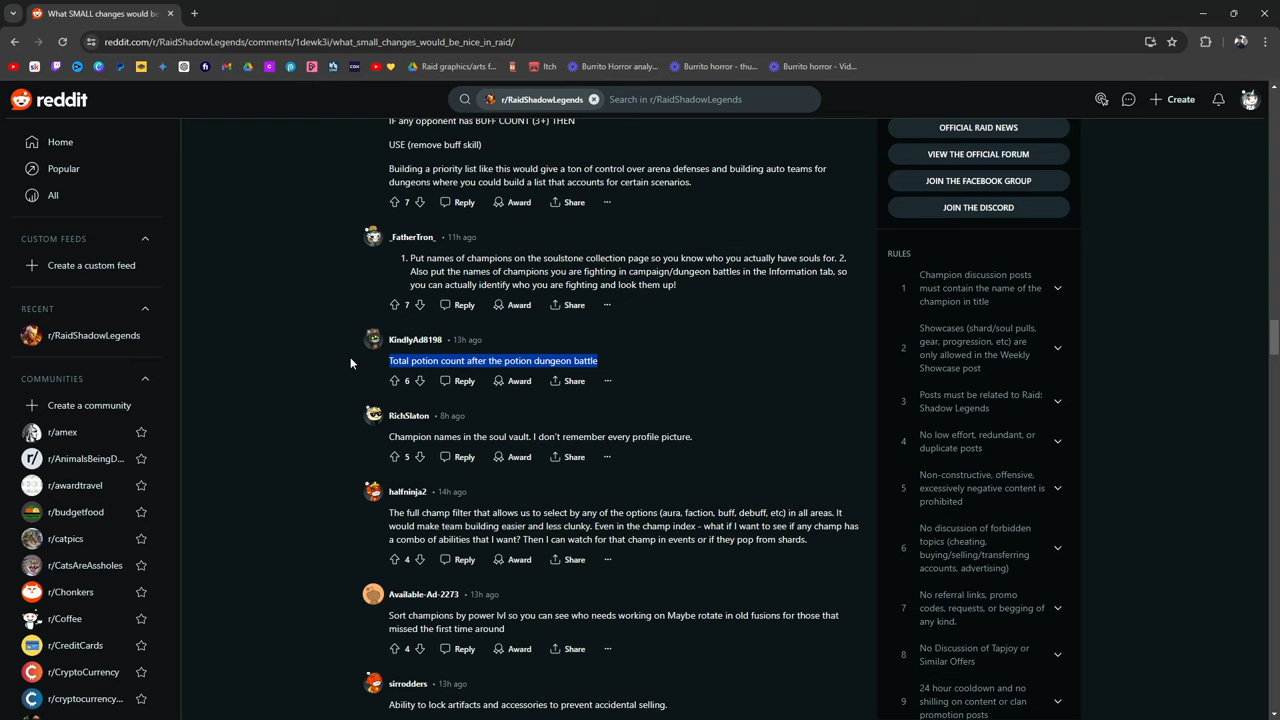 What SMALL changes would be
reddit.com/r/RaidShadowLegends/comments/1dewk3i/what_small_changes_would_be_nice_in_raid/
Raid graphics/arts f...
Itch
Burrito Horror analy...
Burrito horror - thu...
Burrito horror - Vid...
reddit
r/RaidShadowLegends
Search in r/RaidShadowLegends
Create
Home
Popular
All
CUSTOM FEEDS
Create a custom feed
RECENT
r/RaidShadowLegends
COMMUNITIES
Create a community
r/amex
r/AnimalsBeingD...
r/awardtravel
r/budgetfood
r/catpics
r/CatsAreAssholes
r/Chonkers
r/Coffee
r/CreditCards
r/CryptoCurrency
r/cryptocurrency...
IF any opponent has BUFF COUNT (3+) THEN
USE (remove buff skill)
Building a priority list like this would give a ton of control over arena defenses and building auto teams for
dungeons where you could build a list that accounts for certain scenarios.
7 Reply Award Share
_FatherTron_ • 11h ago
1. Put names of champions on the soulstone collection page so you know who you actually have souls for. 2.
Also put the names of champions you are fighting in campaign/dungeon battles in the Information tab, so
you can actually identify who you are fighting and look them up!
7 Reply Award Share
KindlyAd8198 • 13h ago
Total potion count after the potion dungeon battle
6 Reply Award Share
RichSlaton • 8h ago
Champion names in the soul vault. I don't remember every profile picture.
5 Reply Award Share
halfninja2 • 14h ago
The full champ filter that allows us to select by any of the options (aura, faction, buff, debuff, etc) in all areas. It
would make team building easier and less clunky. Even in the champ index - what if I want to see if any champ has
a combo of abilities that I want? Then I can watch for that champ in events or if they pop from shards.
4 Reply Award Share
Available-Ad-2273 • 13h ago
Sort champions by power lvl so you can see who needs working on Maybe rotate in old fusions for those that
missed the first time around
4 Reply Award Share
sirrodders • 13h ago
Ability to lock artifacts and accessories to prevent accidental selling.
OFFICIAL RAID NEWS
VIEW THE OFFICIAL FORUM
JOIN THE FACEBOOK GROUP
JOIN THE DISCORD
RULES
1 Champion discussion posts
must contain the name of the
champion in title
2 Showcases (shard/soul pulls,
gear, progression, etc) are
only allowed in the Weekly
Showcase post
3 Posts must be related to Raid:
Shadow Legends
4 No low effort, redundant, or
duplicate posts
5 Non-constructive, offensive,
excessively negative content is
prohibited
6 No discussion of forbidden
topics (cheating,
buying/selling/transferring
accounts, advertising)
7 No referral links, promo
codes, requests, or begging of
any kind.
8 No Discussion of Tapjoy or
Similar Offers
9 24 hour cooldown and no
shilling on content or clan
promotion posts